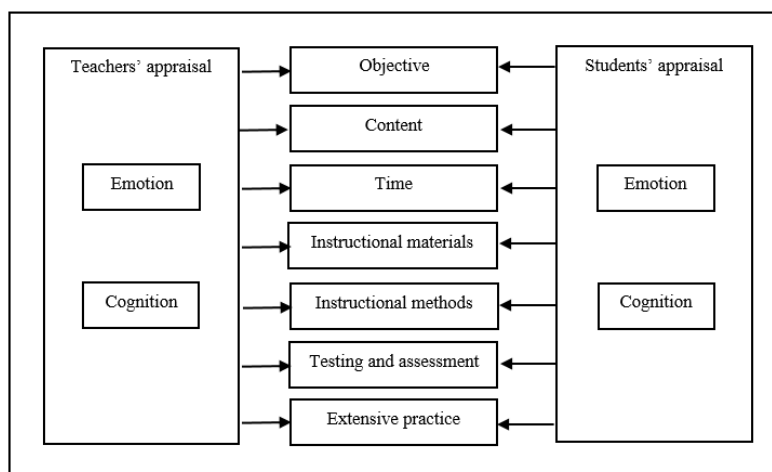 Teachers’ appraisal
Emotion
Cognition
Objective
Content
Time
Instructional materials
Instructional methods
Testing and assessment
Extensive practice
Students’ appraisal
Emotion
Cognition